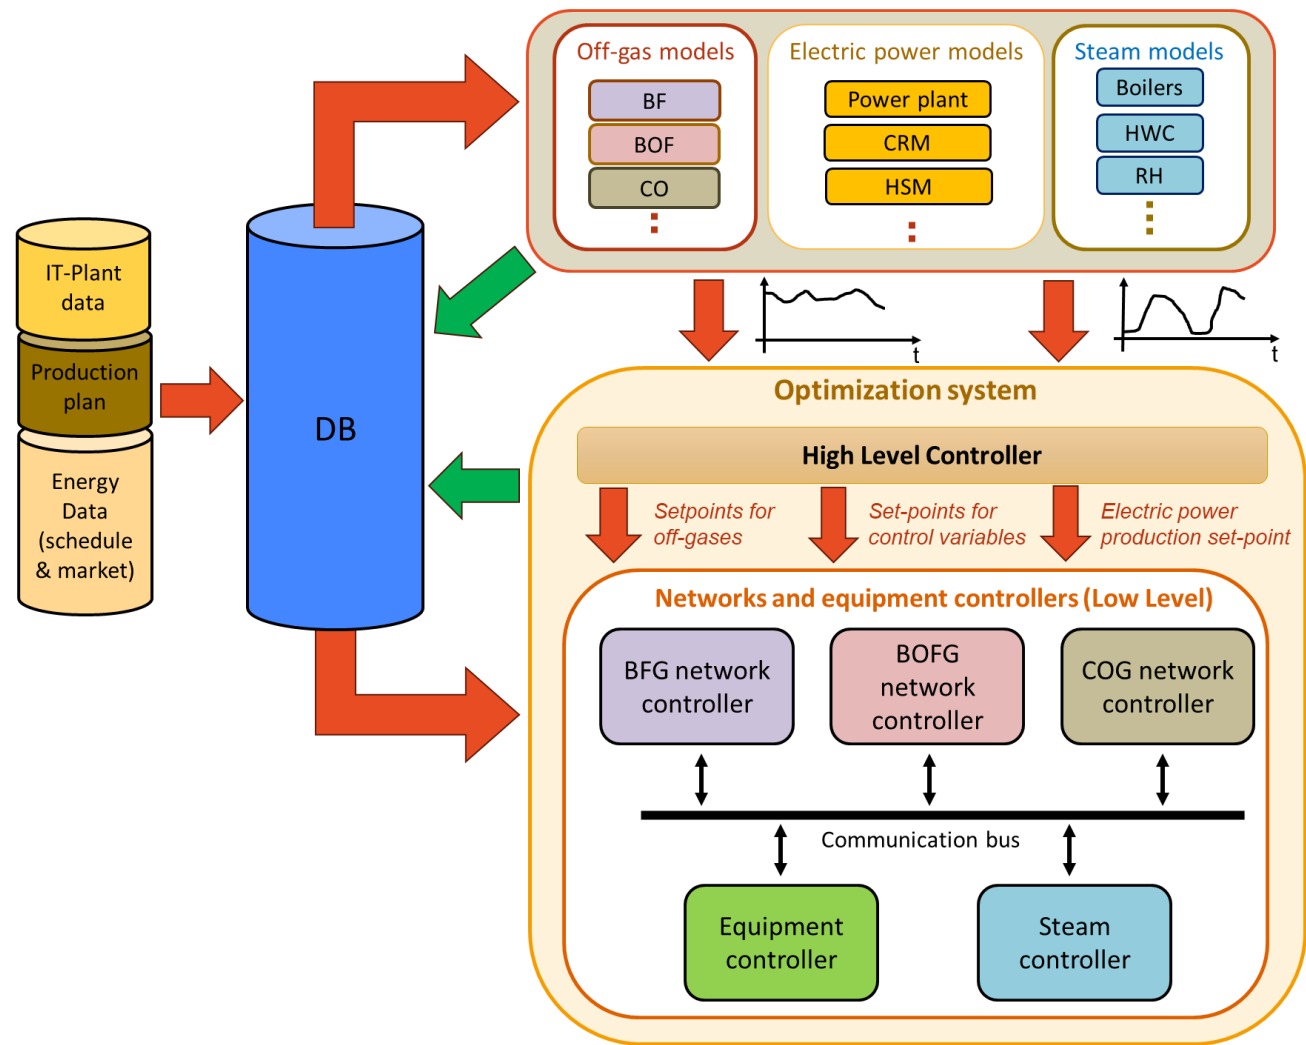 Off-gas models
BF
BOF
CO
Electric power models
Power plant
CRM
HSM
Steam models
Boilers
HWC
RH
IT-Plant
data
Production
plan
Energy
Data
(schedule
& market)
DB
t
t
Optimization system
High Level Controller
Setpoints for
off-gases
Set-points for
control variables
Electric power
production set-point
Networks and equipment controllers (Low Level)
BFG network
controller
BOFG
network
controller
COG network
controller
Communication bus
Equipment
controller
Steam
controller